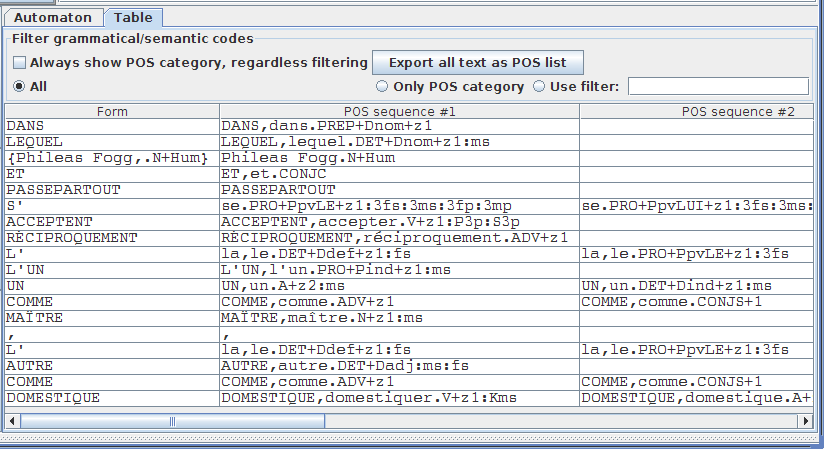 Automaton Table
Filter grammatical/semantic codes
Always show POS category, regardless filtering Export all text as POS list
All Only POS category Use filter:
Form POS sequence #1 POS sequence #2
DANS DANS,dans.PREP+Dnom+z1
LEQUEL LEQUEL,lequel.DET+Dnom+z1:ms
{Phileas Fogg,.N+Hum} Phileas Fogg.N+Hum
ET ET,et.CONJC
PASSEPARTOUT PASSEPARTOUT
S' se.PRO+PpvLE+z1:3fs:3ms:3fp:3mp se.PRO+PpvLUI+z1:3fs:3ms:
ACCEPTENT ACCEPTENT,accepter.V+z1:P3p:S3p
RÉCIPROQUEMENT RÉCIPROQUEMENT,réciproquement.ADV+z1
L' la,le.DET+Ddef+z1:fs la,le.PRO+PpvLE+z1:3fs
L'UN L'UN,l'un.PRO+Pind+z1:ms
UN UN,un.A+z2:ms UN,un.DET+Dind+z1:ms
COMME COMME,comme.ADV+z1 COMME,comme.CONJS+1
MAÎTRE MAÎTRE,maître.N+z1:ms
, ,
L' la,le.DET+Ddef+z1:fs la,le.PRO+PpvLE+z1:3fs
AUTRE AUTRE,autre.DET+Dadj:ms:fs
COMME COMME,comme.ADV+z1 COMME,comme.CONJS+1
DOMESTIQUE DOMESTIQUE,domestiquer.V+z1:Kms DOMESTIQUE,domestique.A+